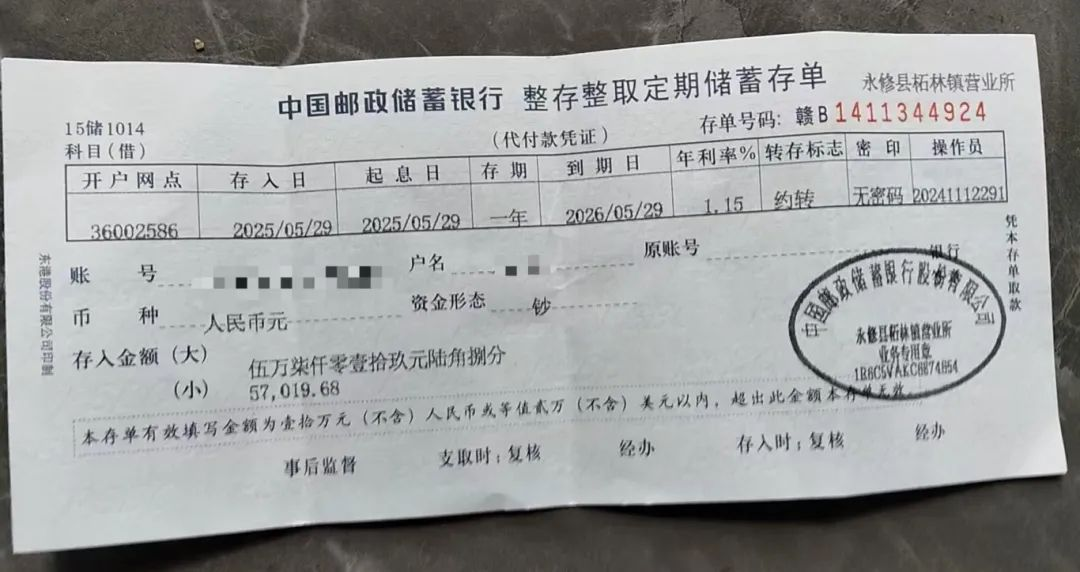 中国邮政储蓄银行 整存整取定期储蓄存单
永修县柘林镇营业所
15储1014
科目(借)
(代付款凭证)
存单号码: 赣B 1411344924
开户网点 存入日 起息日 存期 到期日 年利率% 转存标志 密印 操作员
36002586 2025/05/29 2025/05/29 一年 2026/05/29 1.15 约转 无密码 20241112291
账 号 户名 原账号 银行
币 种 人民币元 资金形态 钞
存入金额(大) 伍万柒仟零壹拾玖元陆角捌分
(小) 57,019.68
本存单有效填写金额为壹拾万元(不含)人民币或等值贰万(不含)美元以内,超出此金额本存单无效。
事后监督 支取时:复核 经办 存入时:复核 经办
凭本存单取款
东港股份有限公司印制
中国邮政储蓄银行股份有限公司
永修县柘林镇营业所
业务专用章